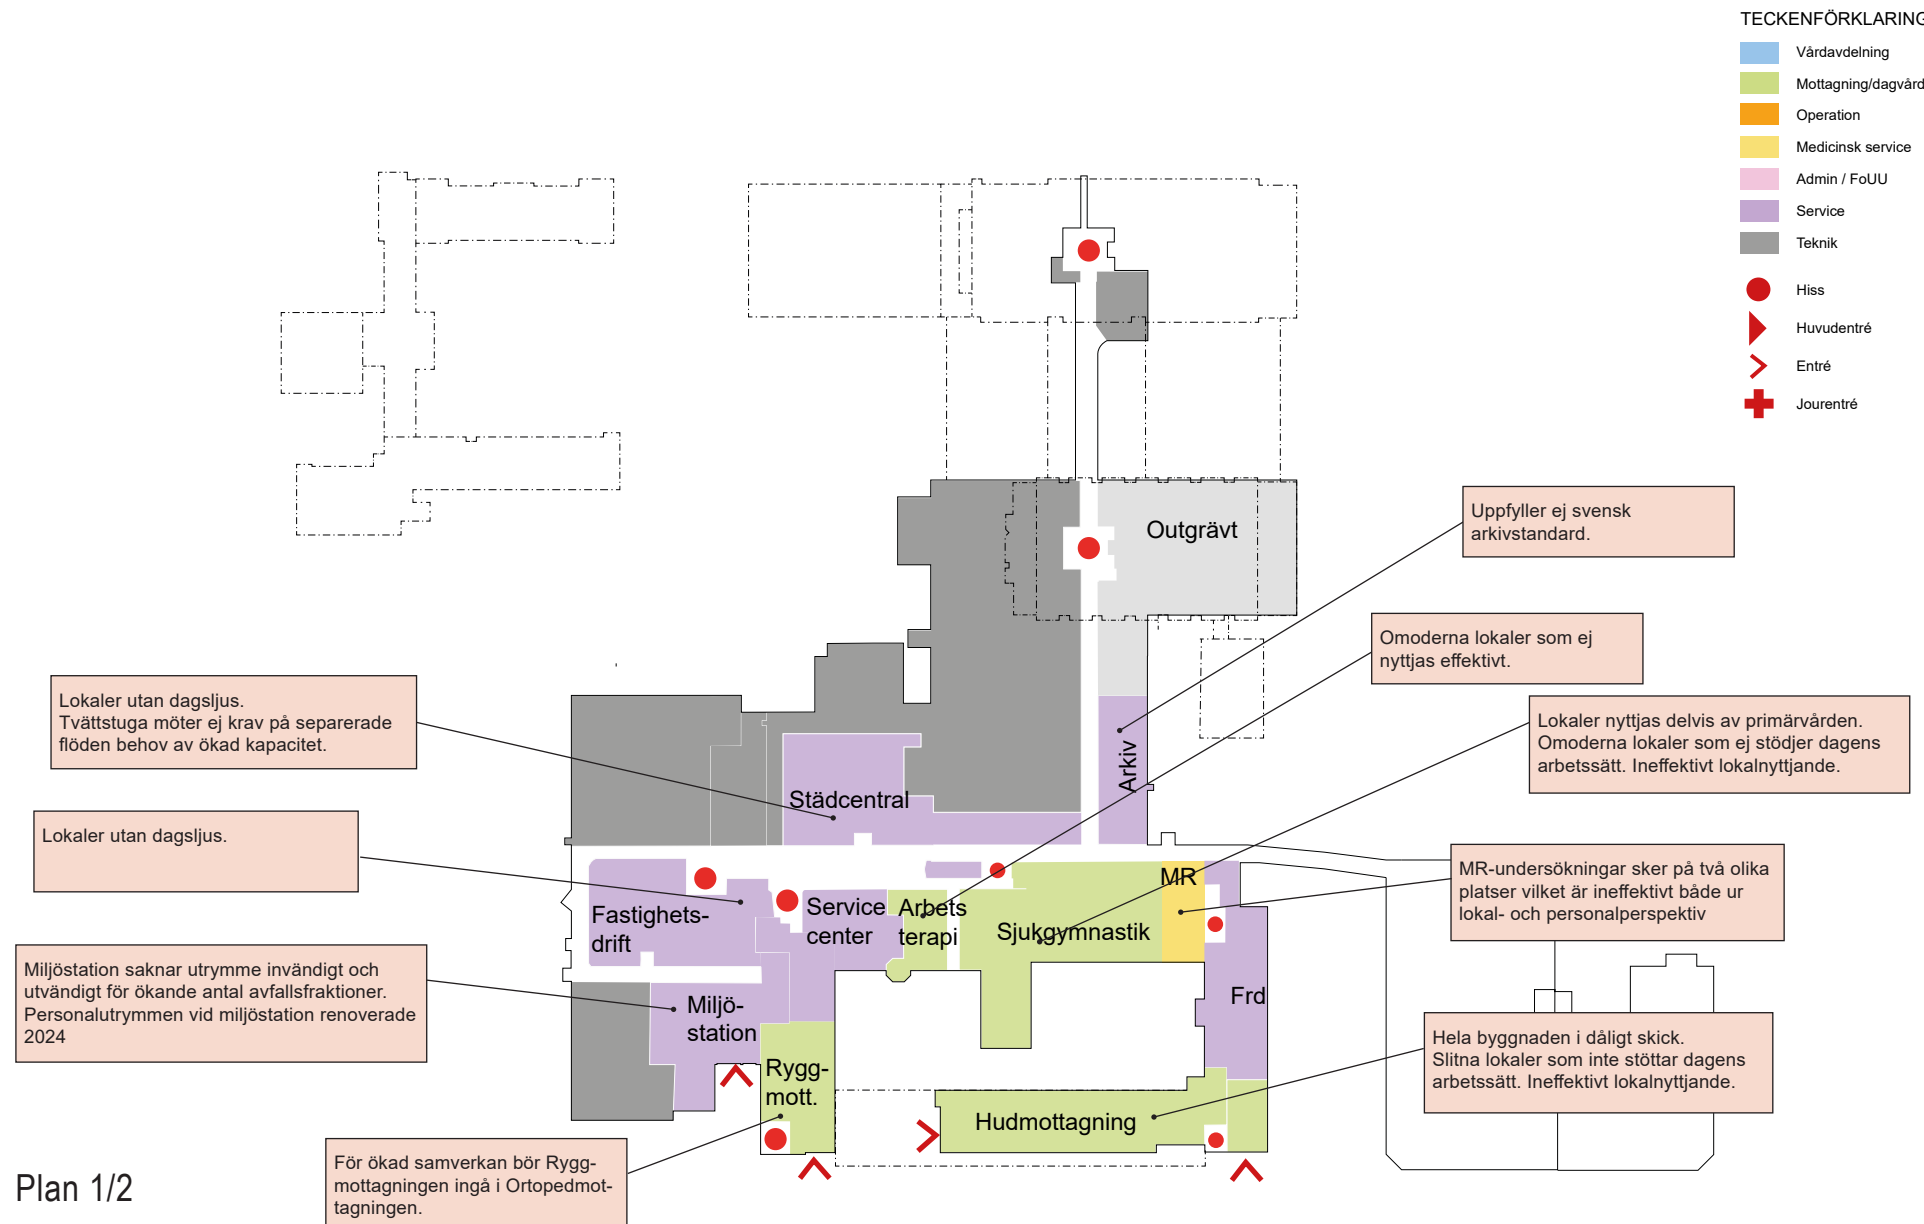 TECKENFÖRKLARING
Vårdavdelning
Mottagning/dagvård
Operation
Medicinsk service
Admin / FoUU
Service
Teknik
Hiss
Huvudentré
Entré
Jourentré
Uppfyller ej svensk
arkivstandard.
Outgrävt
Omoderna lokaler som ej
nyttjas effektivt.
Lokaler utan dagsljus.
Tvättstuga möter ej krav på separerade
flöden behov av ökad kapacitet.
Lokaler nyttjas delvis av primärvården.
Omoderna lokaler som ej stödjer dagens
arbetssätt. Ineffektivt lokalnyttjande.
Arkiv
Städcentral
Lokaler utan dagsljus.
MR-undersökningar sker på två olika
platser vilket är ineffektivt både ur
lokal- och personalperspektiv
MR
Fastighets-
drift
Service
center
Arbets
terapi
Sjukgymnastik
Miljöstation saknar utrymme invändigt och
utvändigt för ökande antal avfallsfraktioner.
Personalutrymmen vid miljöstation renoverade
2024
Miljö-
station
Frd
Hela byggnaden i dåligt skick.
Slitna lokaler som inte stöttar dagens
arbetssätt. Ineffektivt lokalnyttjande.
Rygg-
mott.
Hudmottagning
För ökad samverkan bör Rygg-
mottagningen ingå i Ortopedmot-
tagningen.
Plan 1/2